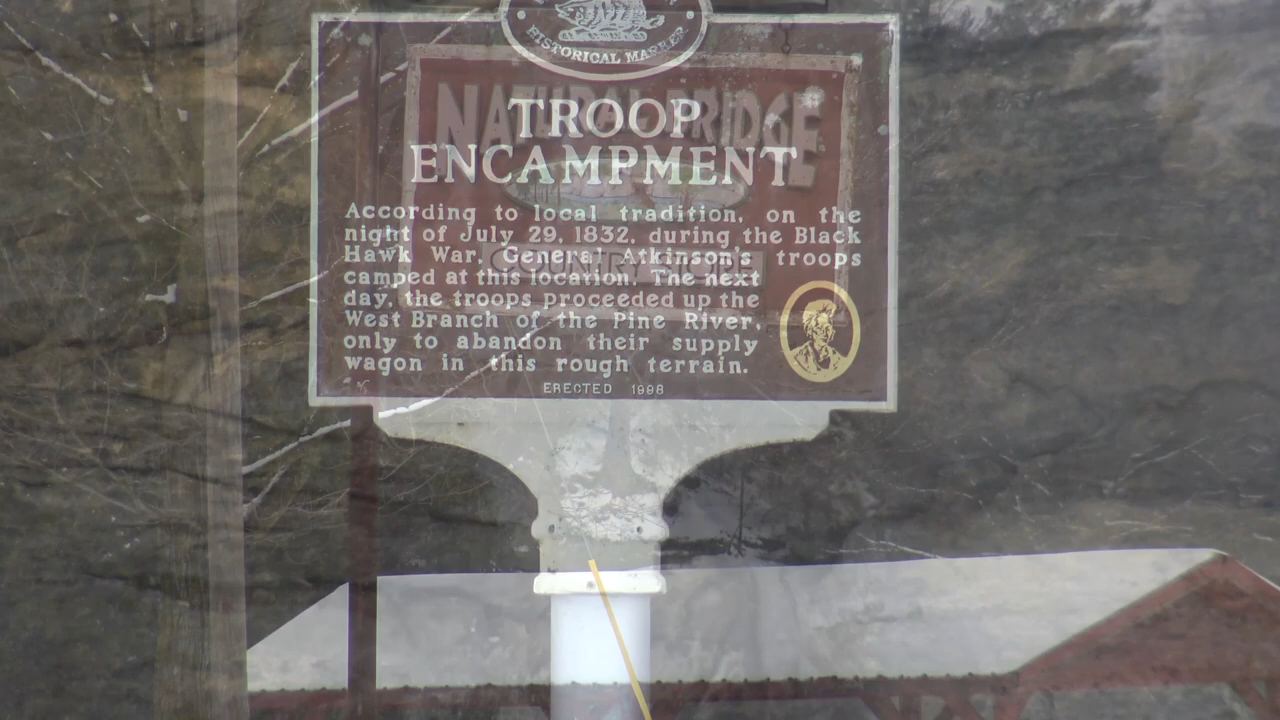 HISTORICAL MARKER
TROOP
ENCAMPMENT
According to local tradition, on the
night of July 29, 1832, during the Black
Hawk War, General Atkinson's troops
camped at this location. The next
day, the troops proceeded up the
West Branch of the Pine River,
only to abandon their supply
wagon in this rough terrain.
ERECTED 1998
NATURAL BRIDGE
COUNTRY STORE